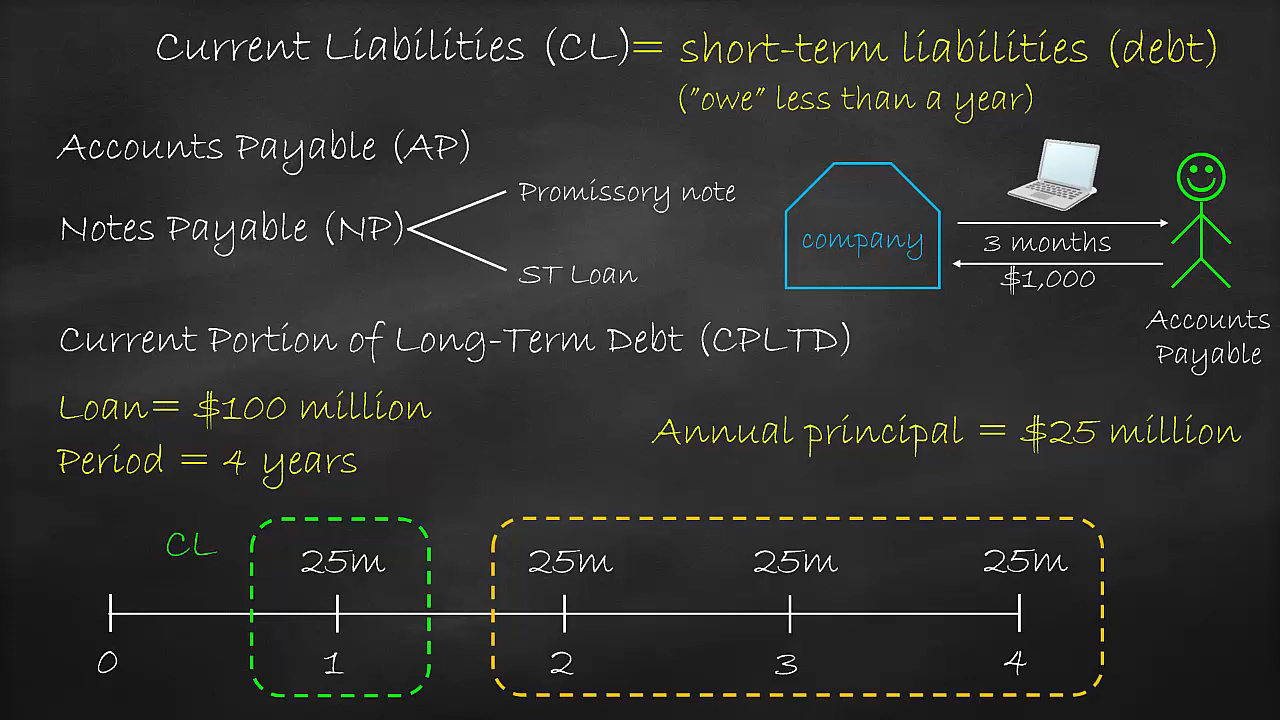 Current Liabilities (CL)= short-term liabilities (debt)
("owe" less than a year)
Accounts Payable (AP)
Notes Payable (NP)
Promissory note
ST Loan
company
3 months
$1,000
Accounts
Payable
Current Portion of Long-Term Debt (CPLTD)
Loan= $100 million
Period = 4 years
Annual principal = $25 million
CL
25m 25m 25m 25m
0 1 2 3 4